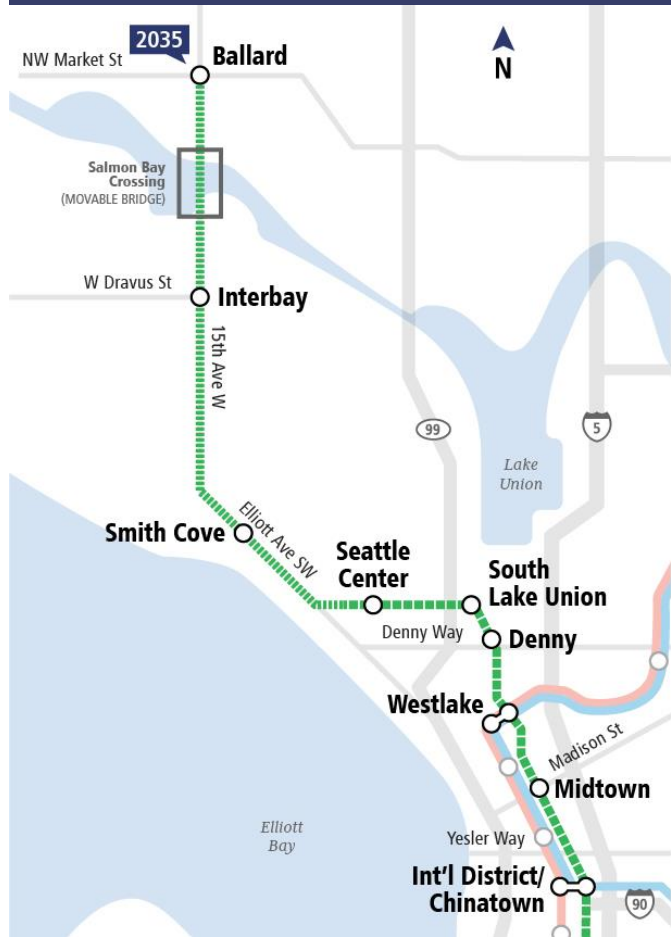 2035
Ballard
NW Market St
N
Salmon Bay
Crossing
(MOVABLE BRIDGE)
W Dravus St
Interbay
15th Ave W
99
5
Lake
Union
Smith Cove
Elliott Ave SW
Seattle
Center
South
Lake Union
Denny Way
Denny
Westlake
Madison St
Midtown
Elliott
Bay
Yesler Way
Int'l District/
Chinatown
90